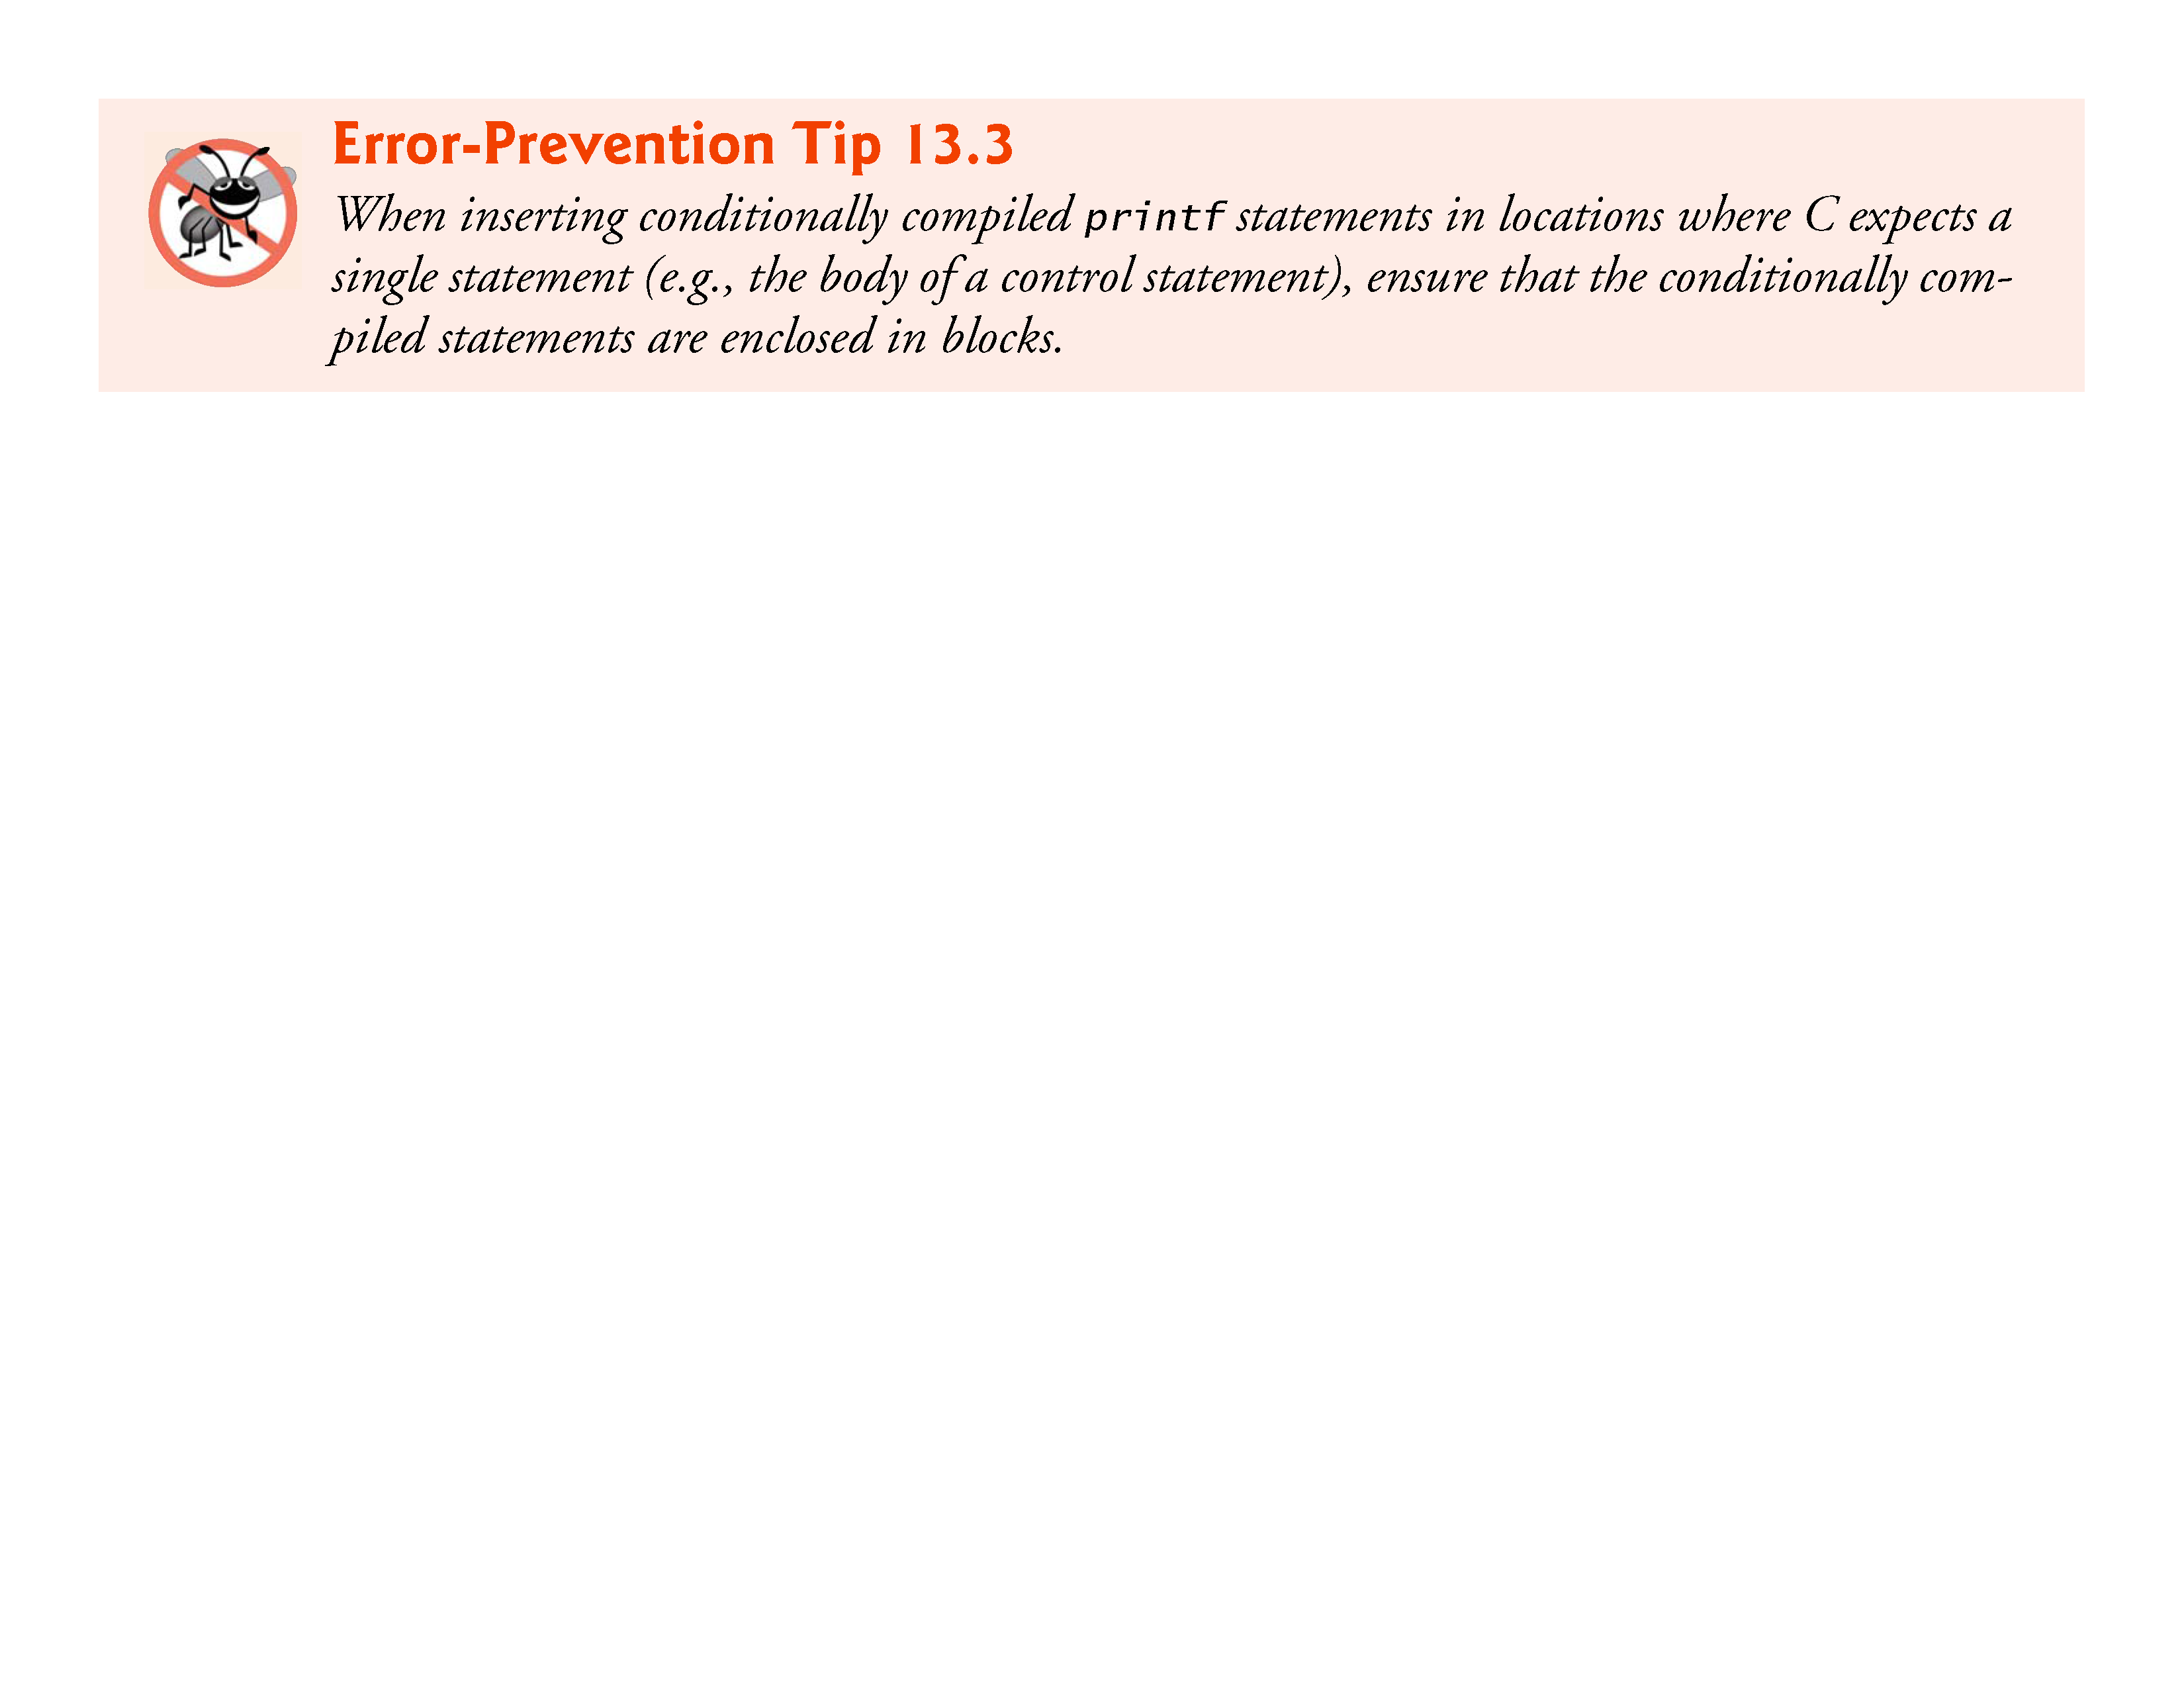 Error-Prevention Tip 13.3
When inserting conditionally compiled printf statements in locations where C expects a
single statement (e.g., the body of a control statement), ensure that the conditionally com-
piled statements are enclosed in blocks.